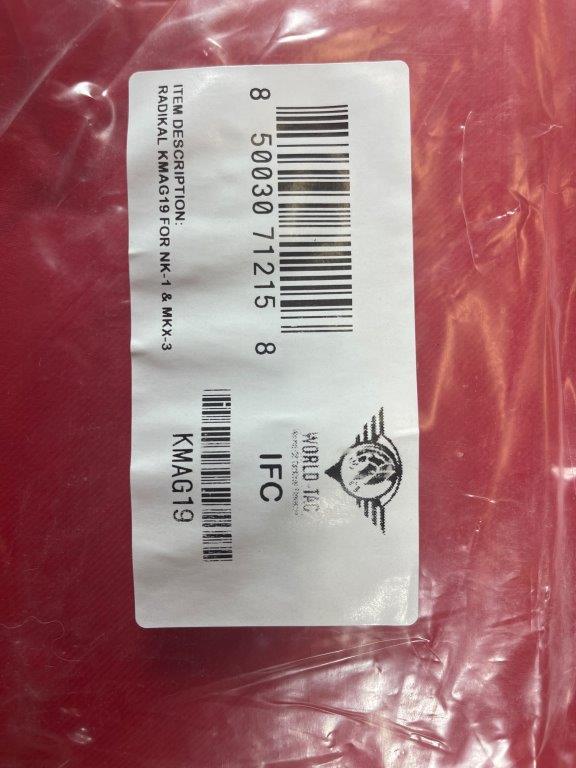 8 50030 71215 8
ITEM DESCRIPTION:
RADIKAL KMAG19 FOR NK-1 & MKX-3
WORLD-TAC
IFC
KMAG19